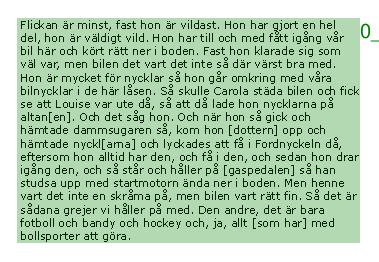 Flickan är minst, fast hon är vildast. Hon har gjort en hel
del, hon är väldigt vild. Hon har till och med fått igång vår
bil här och kört rätt ner i boden. Fast hon klarade sig som
väl var, men bilen det vart det inte så där värst bra med.
Hon är mycket för nycklar så hon går omkring med våra
bilnycklar i de här låsen. Så skulle Carola städa bilen och fick
se att Louise var ute då, så att då lade hon nycklarna på
altan[en]. Och det såg hon. Och när hon så gick och
hämtade dammsugaren så, kom hon [dottern] opp och
hämtade nyckl[arna] och lyckades att få i Fordnyckeln då,
eftersom hon alltid har den, och få i den, och sedan hon drar
igång den, och så står och håller på [gaspedalen] så han
studsa upp med startmotorn ända ner i boden. Men henne
vart det inte en skråma på, men bilen vart rätt fin. Så det är
sådana grejer vi håller på med. Den andre, det är bara
fotboll och bandy och hockey och, ja, allt [som har] med
bollsporter att göra.
0_